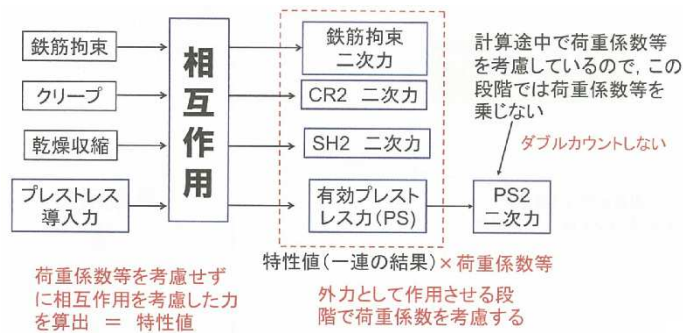 鉄筋拘束
クリープ
乾燥収縮
プレストレス
導入力
相互作用
鉄筋拘束
二次力
CR2 二次力
SH2 二次力
有効プレスト
レス力(PS)
PS2
二次力
計算途中で荷重係数等
を考慮しているので，この
段階では荷重係数等を
乗じない
ダブルカウントしない
特性値(一連の結果)×荷重係数等
荷重係数等を考慮せず
に相互作用を考慮した力
を算出 ＝ 特性値
外力として作用させる段
階で荷重係数を考慮する